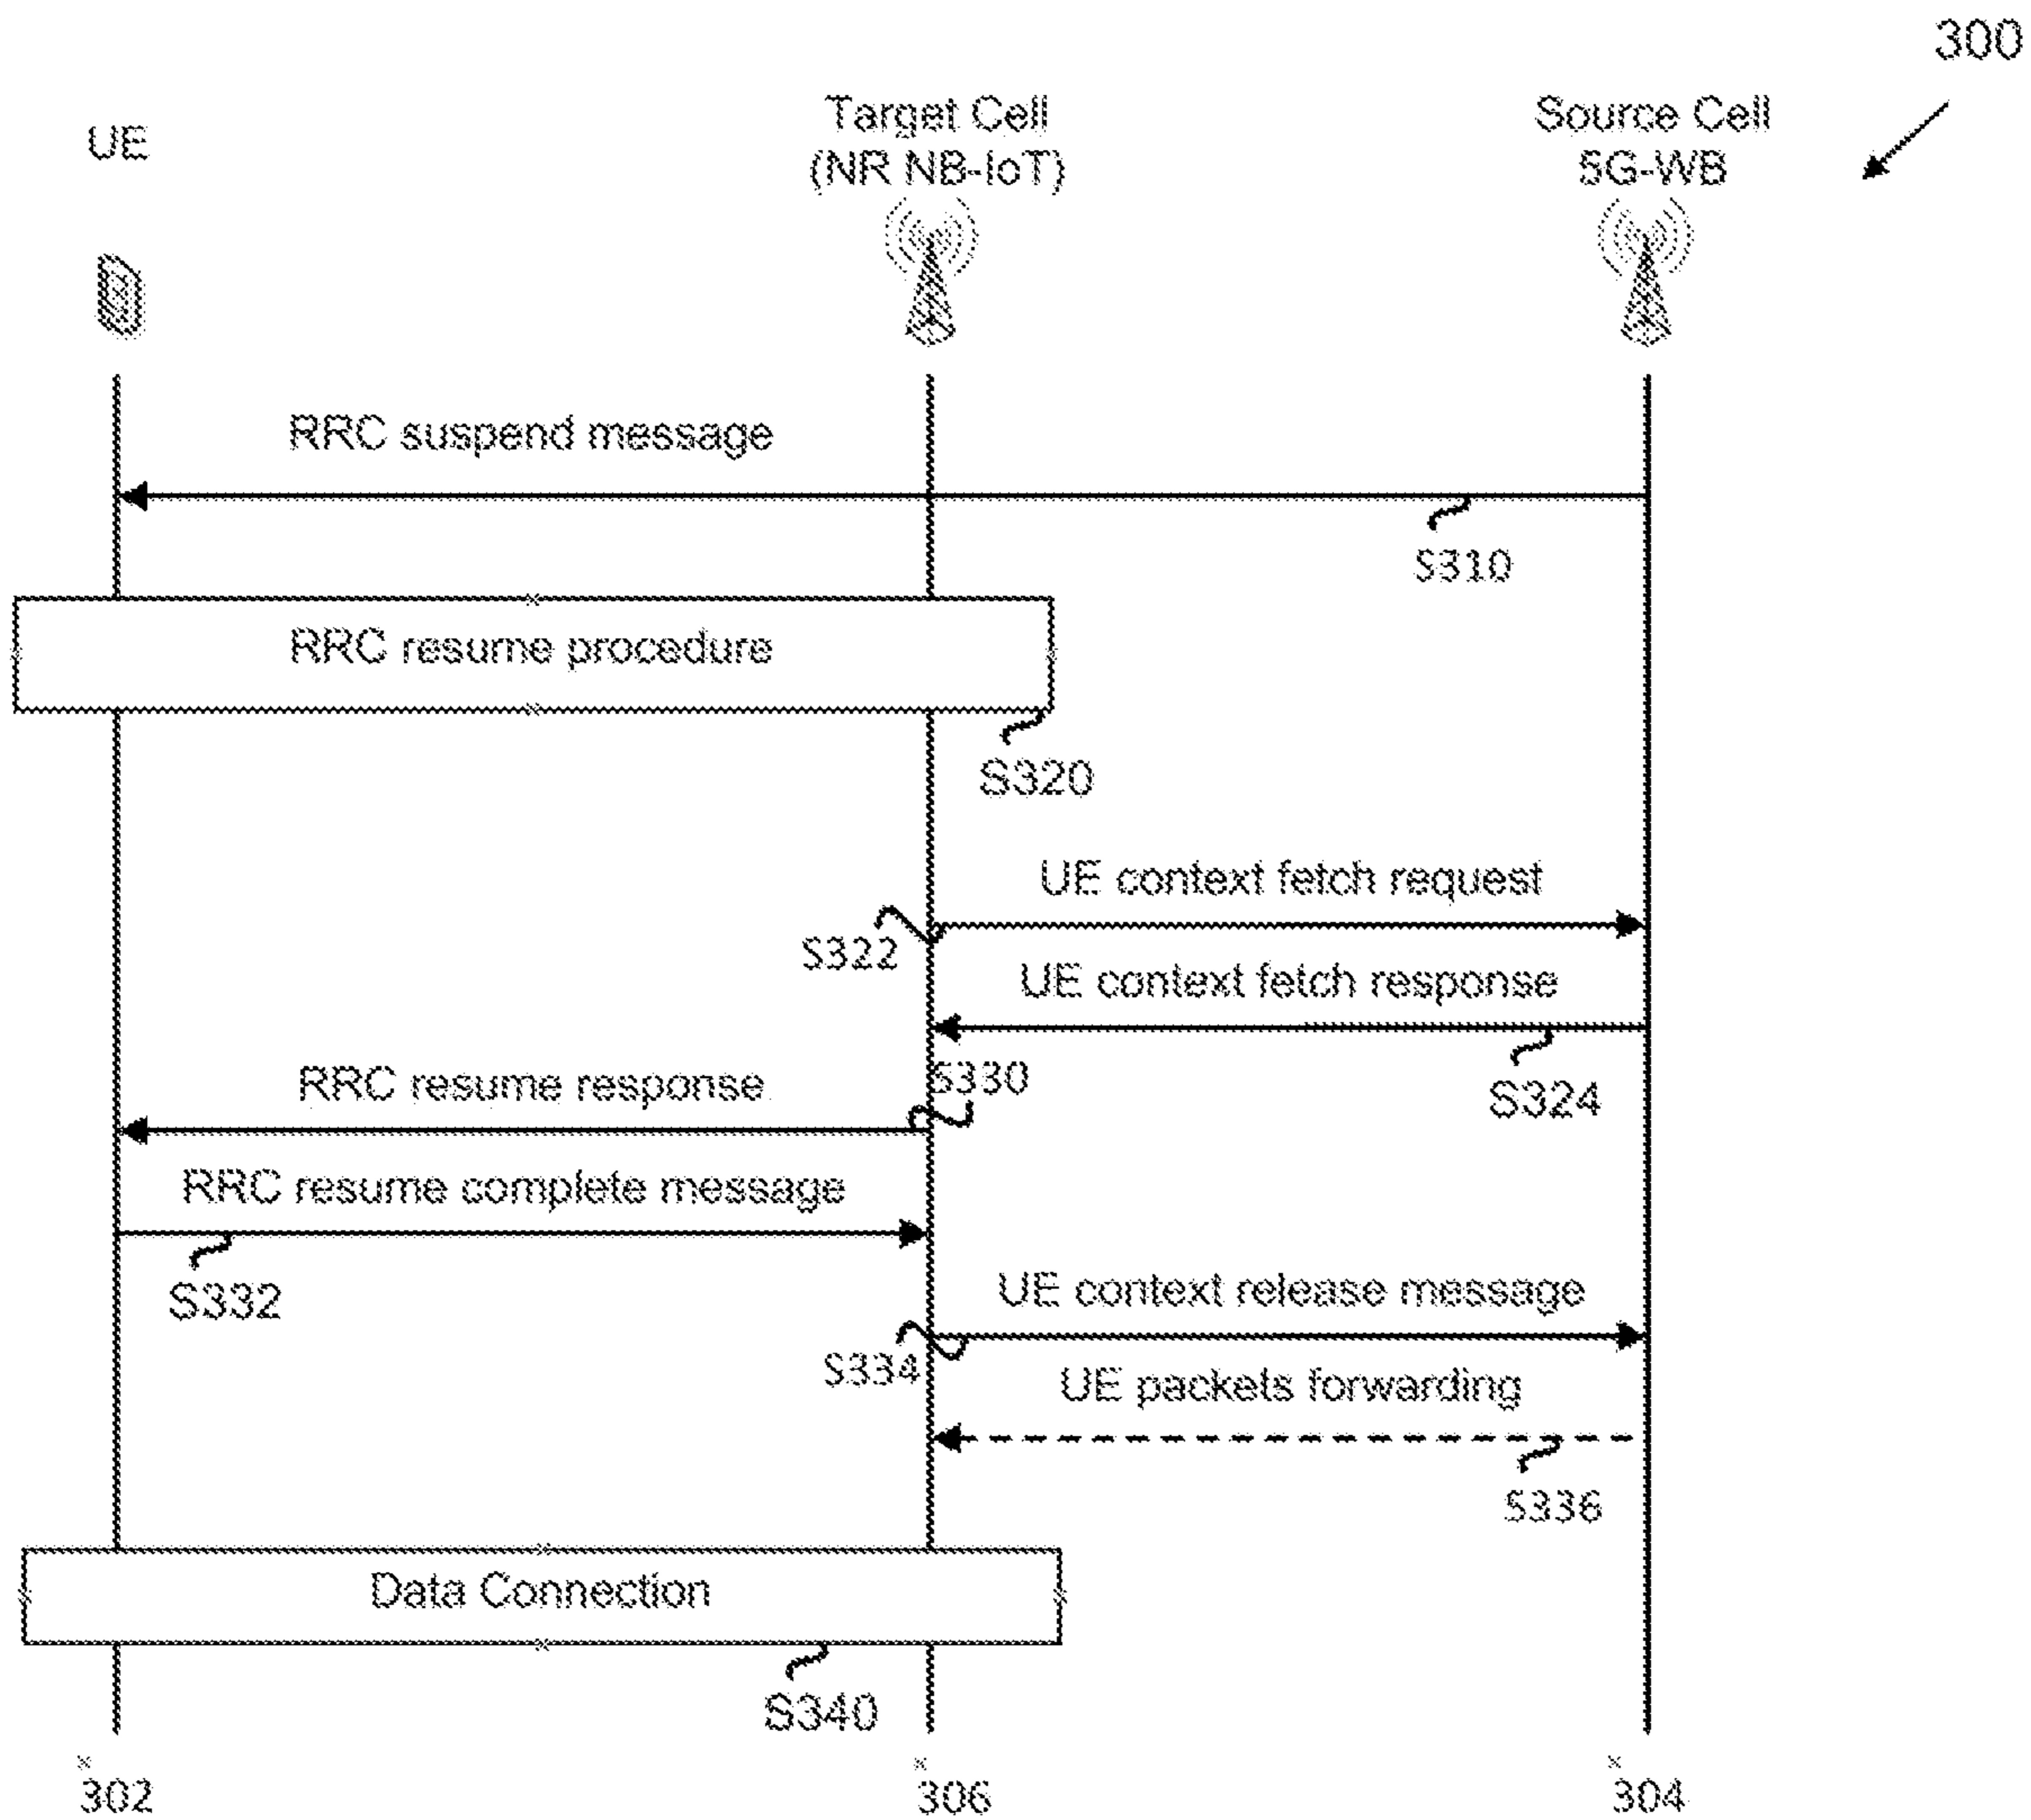 300
UE
Target Cell
(NR NB-IoT)
Source Cell
5G-WB
RRC suspend message
S310
RRC resume procedure
S320
UE context fetch request
S322
UE context fetch response
S324
S330
RRC resume response
RRC resume complete message
S332
UE context release message
S334
UE packets forwarding
S336
Data Connection
S340
302
306
304